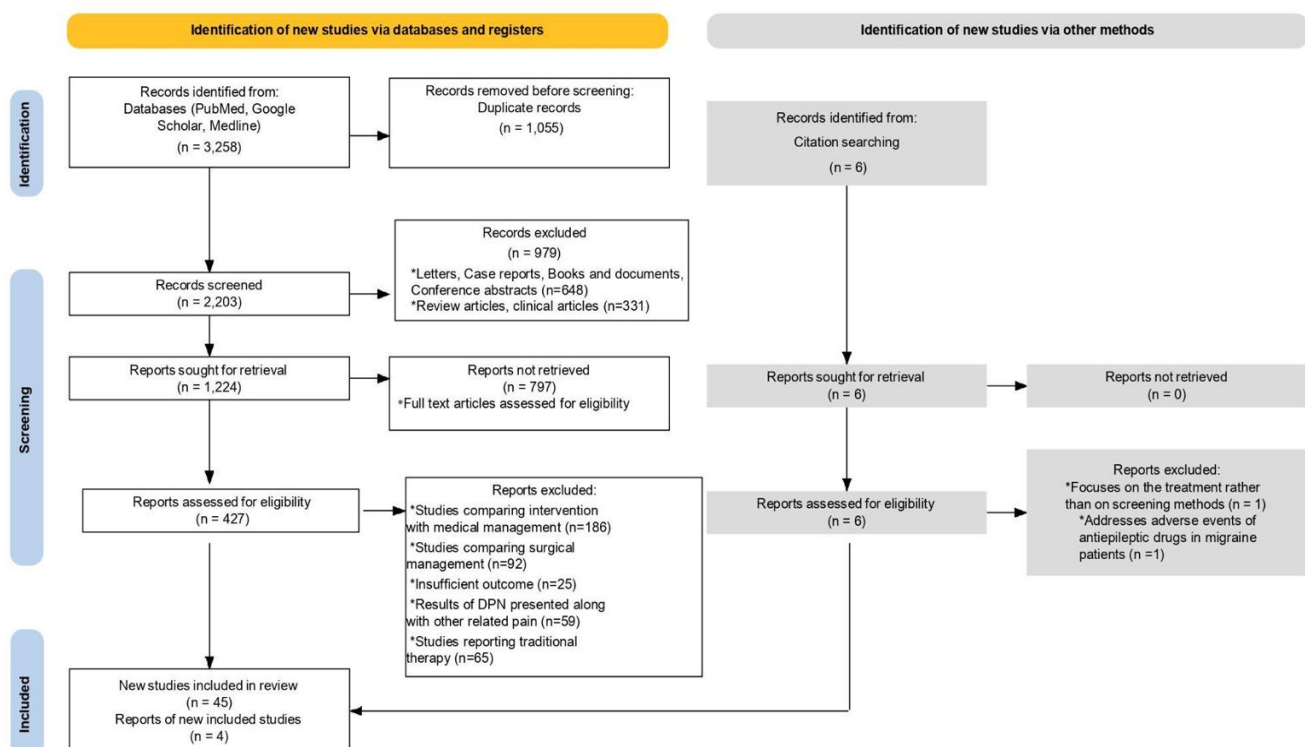 Identification of new studies via databases and registers
Identification of new studies via other methods
Identification
Records identified from:
Databases (PubMed, Google
Scholar, Medline)
(n = 3,258)
Records removed before screening:
Duplicate records
(n = 1,055)
Records identified from:
Citation searching
(n = 6)
Screening
Records screened
(n = 2,203)
Records excluded
(n = 979)
*Letters, Case reports, Books and documents,
Conference abstracts (n=648)
*Review articles, clinical articles (n=331)
Reports sought for retrieval
(n = 1,224)
Reports not retrieved
(n = 797)
*Full text articles assessed for eligibility
Reports sought for retrieval
(n = 6)
Reports not retrieved
(n = 0)
Reports assessed for eligibility
(n = 427)
Reports excluded:
*Studies comparing intervention
with medical management (n=186)
*Studies comparing surgical
management (n=92)
*Insufficient outcome (n=25)
*Results of DPN presented along
with other related pain (n=59)
*Studies reporting traditional
therapy (n=65)
Reports assessed for eligibility
(n = 6)
Reports excluded:
*Focuses on the treatment rather
than on screening methods (n = 1)
*Addresses adverse events of
antiepileptic drugs in migraine
patients (n =1)
Included
New studies included in review
(n = 45)
Reports of new included studies
(n = 4)